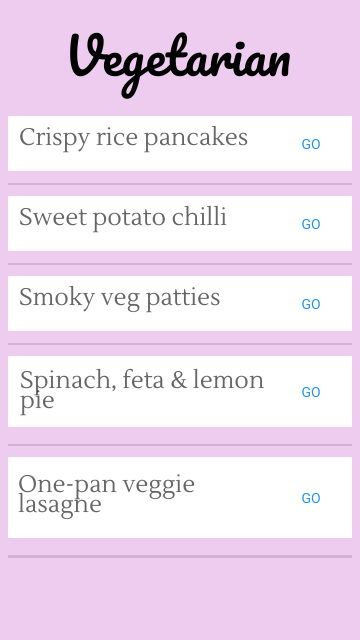 Vegetarian
Crispy rice pancakes
GO
Sweet potato chilli
GO
Smoky veg patties
GO
Spinach, feta & lemon
pie
GO
One-pan veggie
lasagne
GO